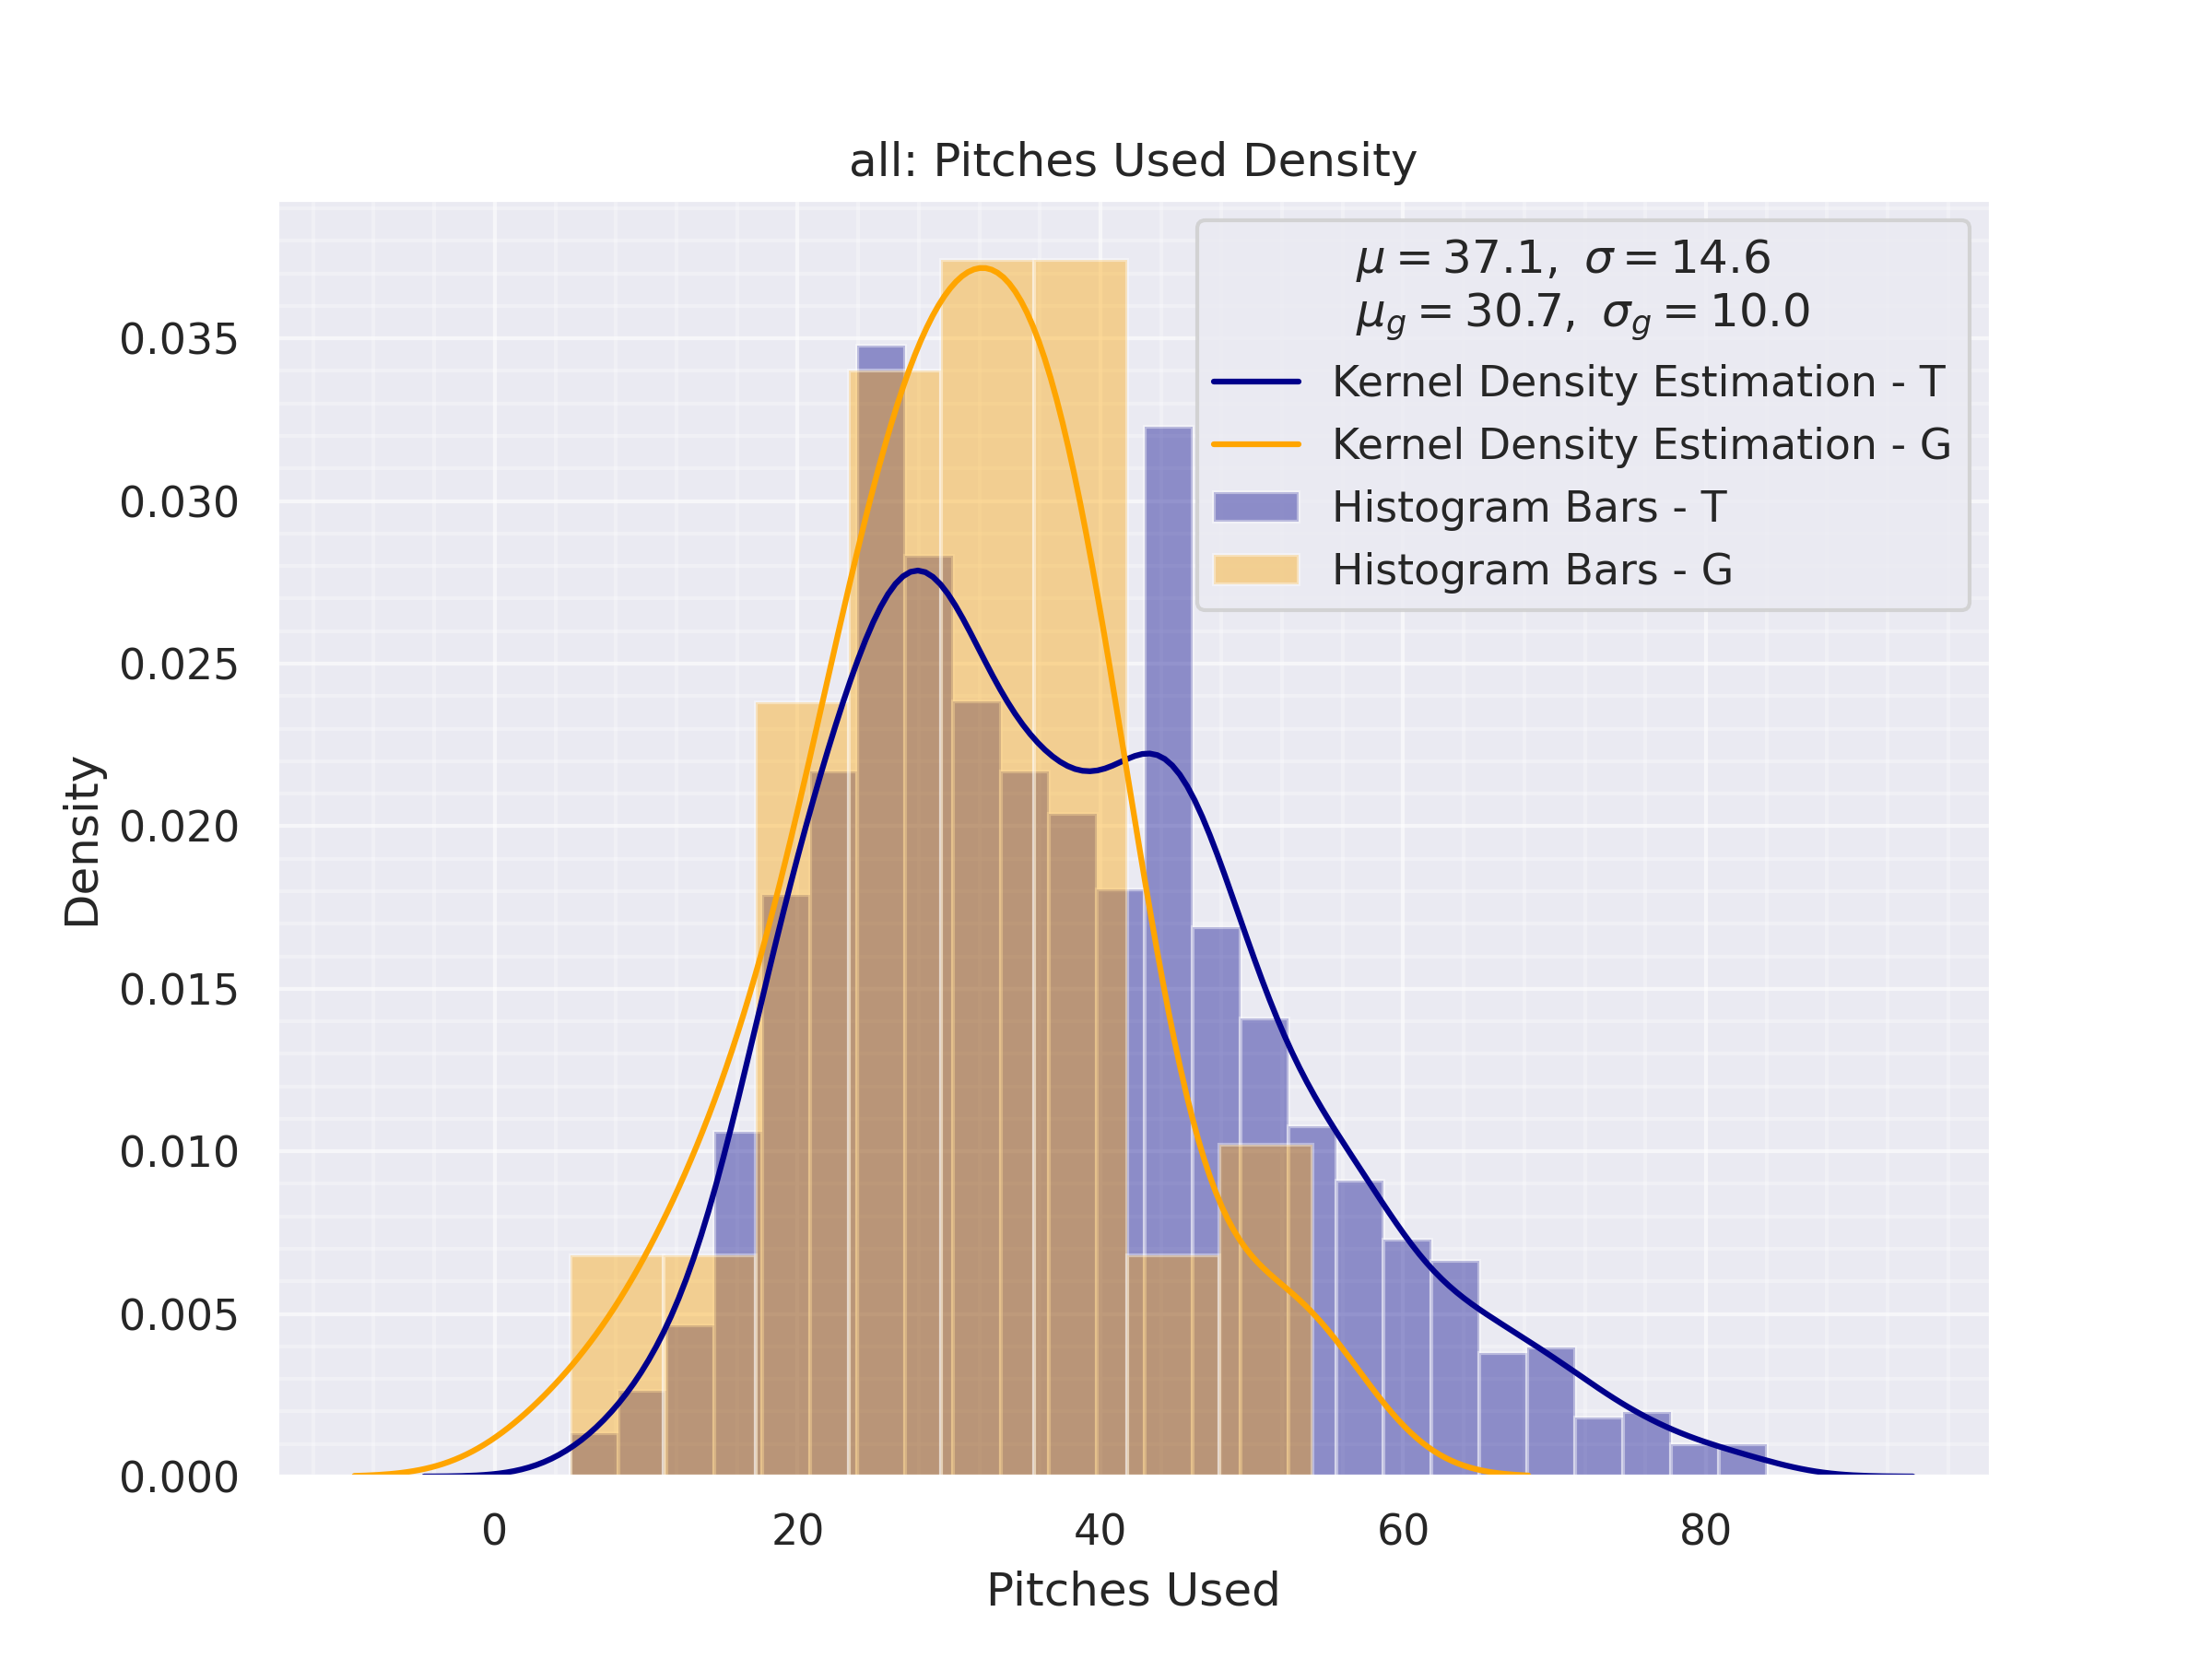 all: Pitches Used Density
μ = 37.1, σ = 14.6
μg = 30.7, σg = 10.0
Kernel Density Estimation - T
Kernel Density Estimation - G
Histogram Bars - T
Histogram Bars - G
Density
0.035
0.030
0.025
0.020
0.015
0.010
0.005
0.000
0 20 40 60 80
Pitches Used